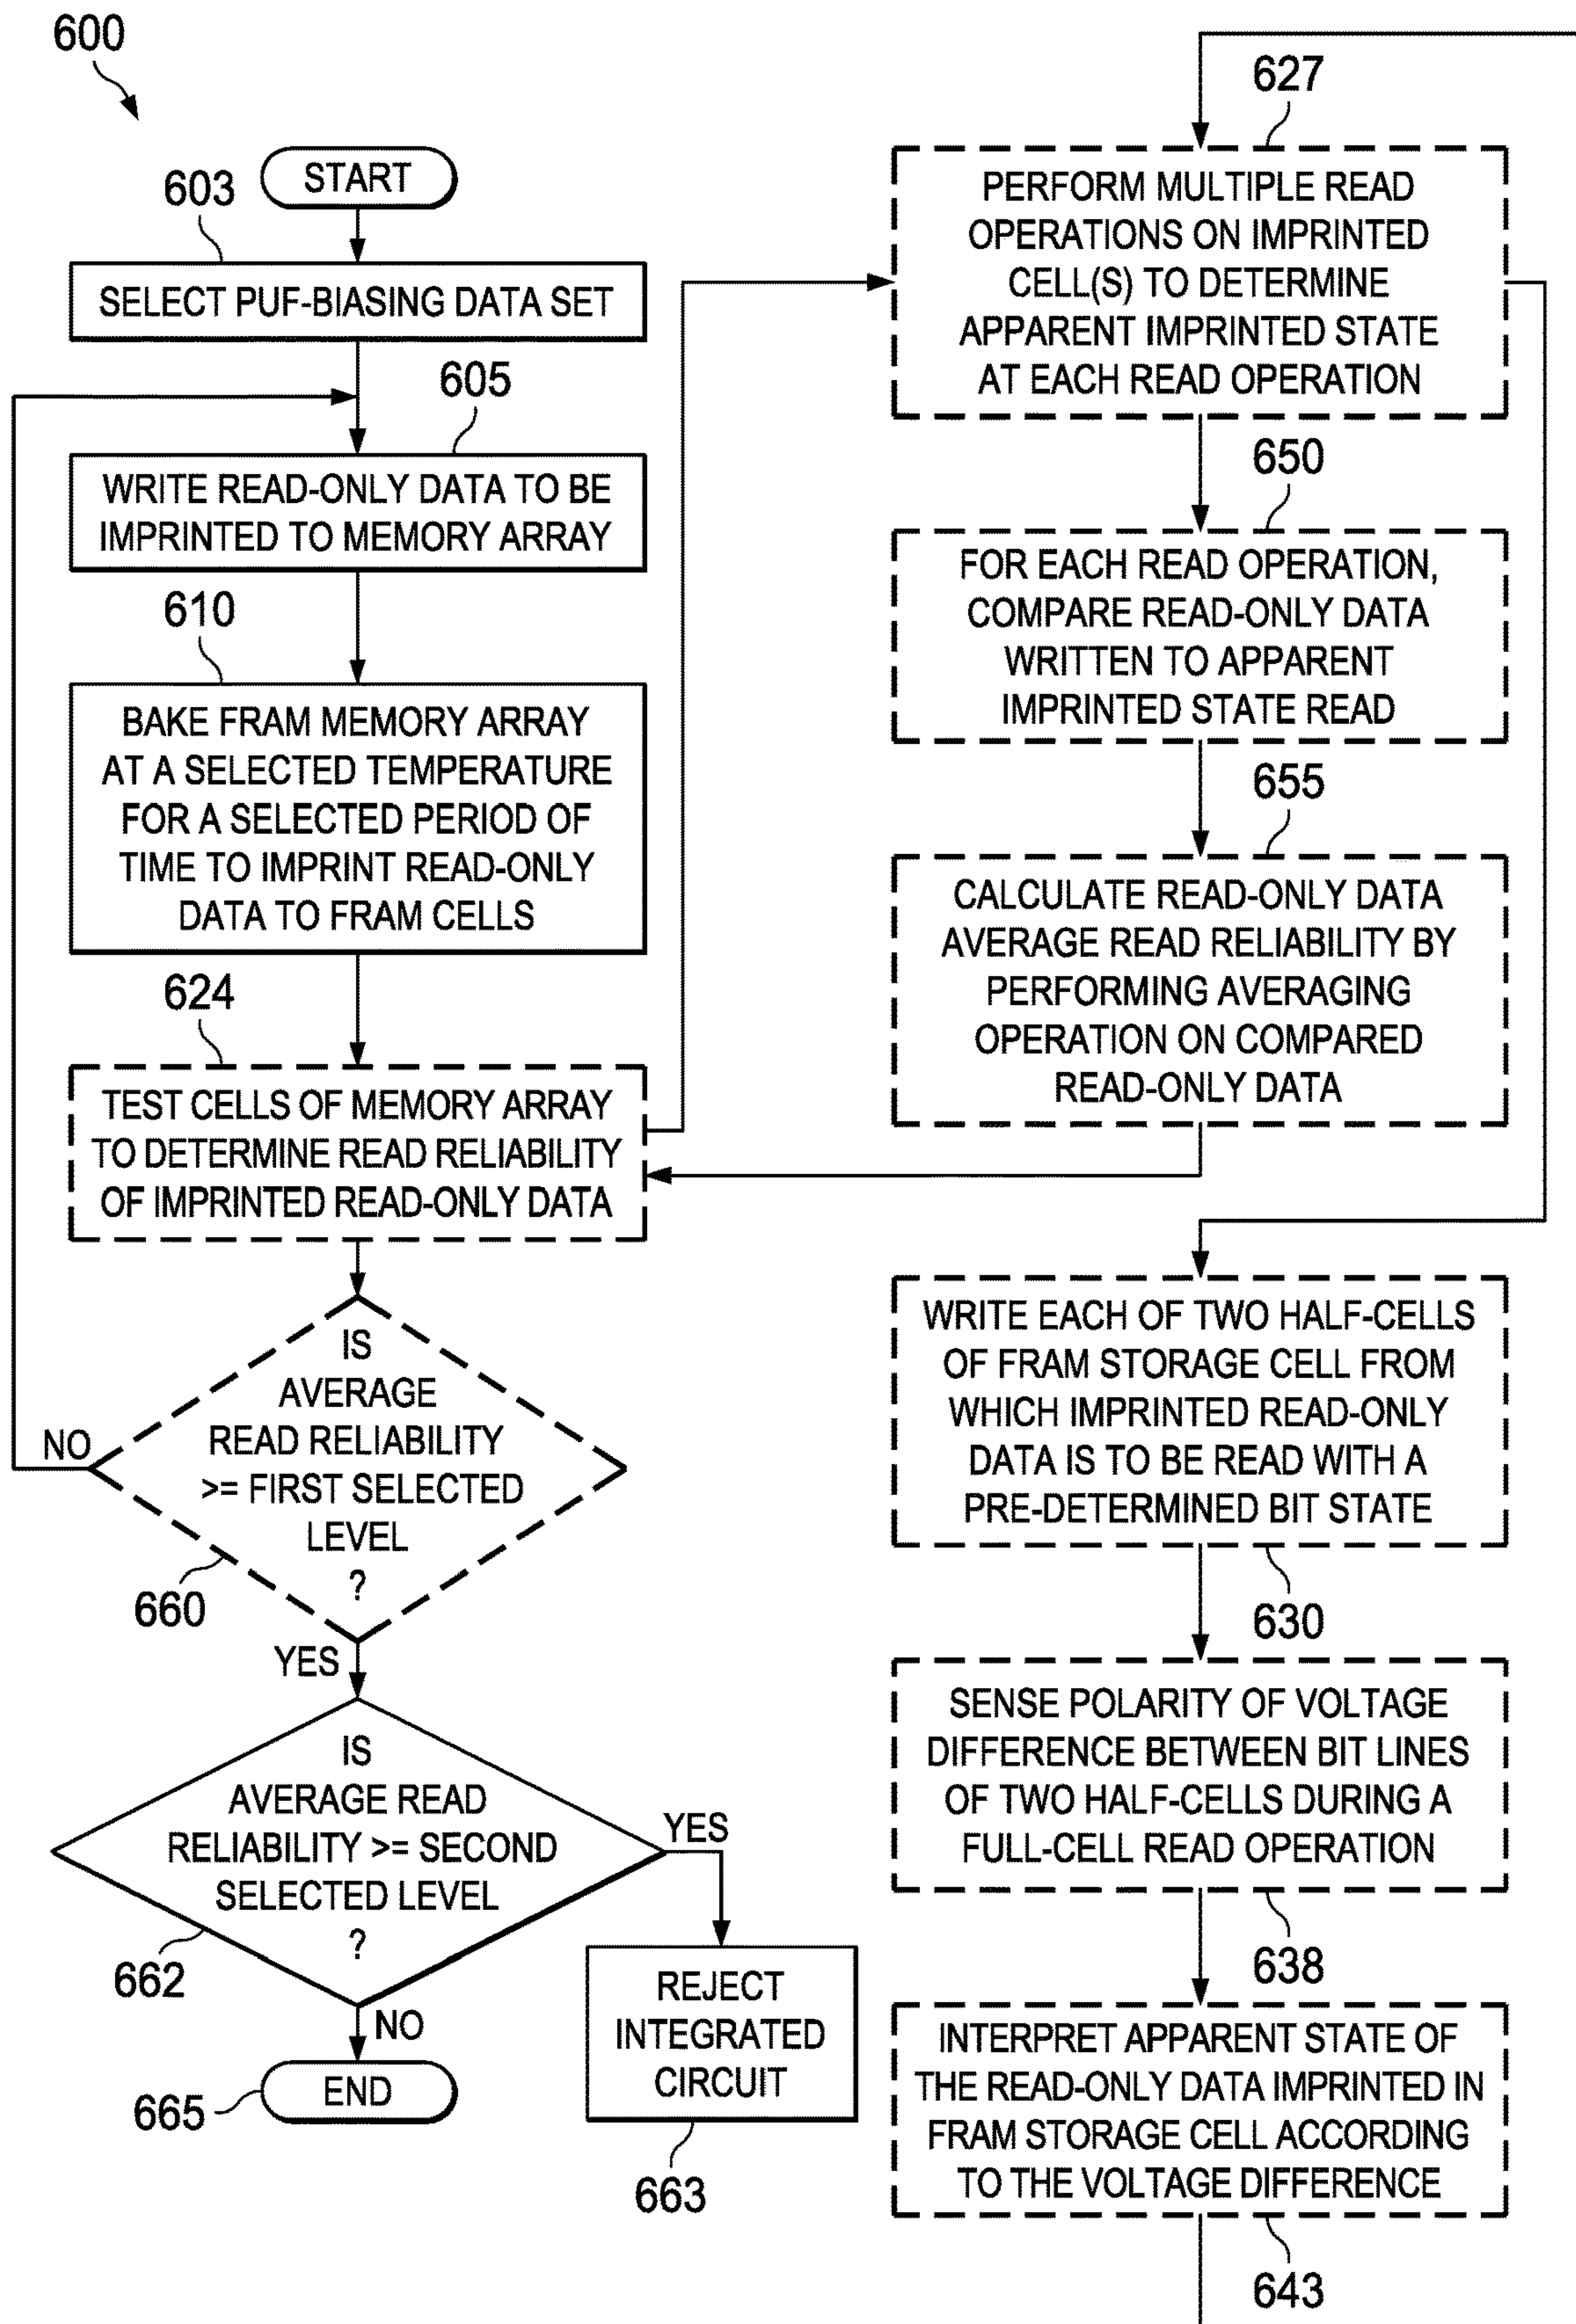 600
START
603
SELECT PUF-BIASING DATA SET
605
WRITE READ-ONLY DATA TO BE
IMPRINTED TO MEMORY ARRAY
610
BAKE FRAM MEMORY ARRAY
AT A SELECTED TEMPERATURE
FOR A SELECTED PERIOD OF
TIME TO IMPRINT READ-ONLY
DATA TO FRAM CELLS
624
TEST CELLS OF MEMORY ARRAY
TO DETERMINE READ RELIABILITY
OF IMPRINTED READ-ONLY DATA
IS
AVERAGE
READ RELIABILITY
>= FIRST SELECTED
LEVEL
?
NO
660
YES
IS
AVERAGE READ
RELIABILITY >= SECOND
SELECTED LEVEL
?
YES
662
NO
END
665
REJECT
INTEGRATED
CIRCUIT
663
627
PERFORM MULTIPLE READ
OPERATIONS ON IMPRINTED
CELL(S) TO DETERMINE
APPARENT IMPRINTED STATE
AT EACH READ OPERATION
650
FOR EACH READ OPERATION,
COMPARE READ-ONLY DATA
WRITTEN TO APPARENT
IMPRINTED STATE READ
655
CALCULATE READ-ONLY DATA
AVERAGE READ RELIABILITY BY
PERFORMING AVERAGING
OPERATION ON COMPARED
READ-ONLY DATA
WRITE EACH OF TWO HALF-CELLS
OF FRAM STORAGE CELL FROM
WHICH IMPRINTED READ-ONLY
DATA IS TO BE READ WITH A
PRE-DETERMINED BIT STATE
630
SENSE POLARITY OF VOLTAGE
DIFFERENCE BETWEEN BIT LINES
OF TWO HALF-CELLS DURING A
FULL-CELL READ OPERATION
638
INTERPRET APPARENT STATE OF
THE READ-ONLY DATA IMPRINTED IN
FRAM STORAGE CELL ACCORDING
TO THE VOLTAGE DIFFERENCE
643